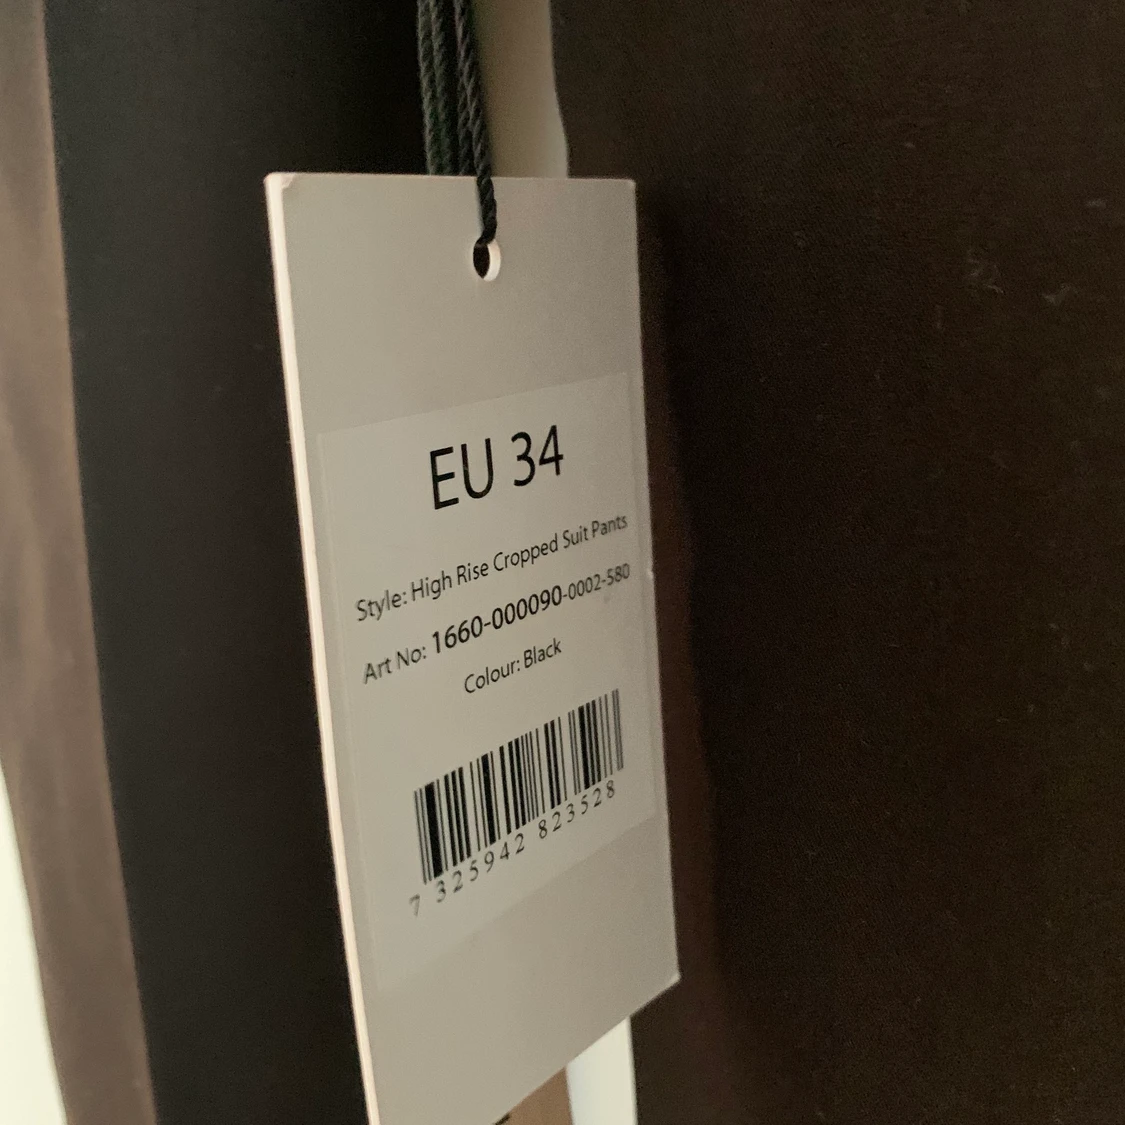 EU 34
Style: High Rise Cropped Suit Pants
Art No: 1660-000090-0002-580
Colour: Black
7 325942 823528